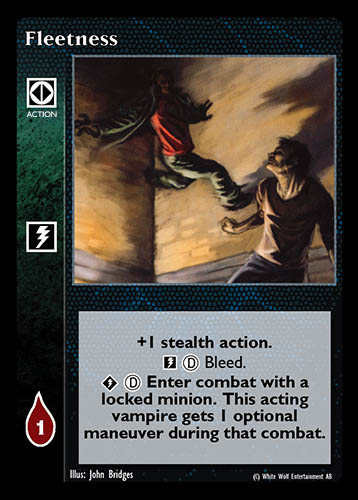 Fleetness
ACTION
+1 stealth action.
Ⓓ Bleed.
Ⓓ Enter combat with a
locked minion. This acting
vampire gets 1 optional
maneuver during that combat.
1
Illus: John Bridges
(C) White Wolf Entertainment AB